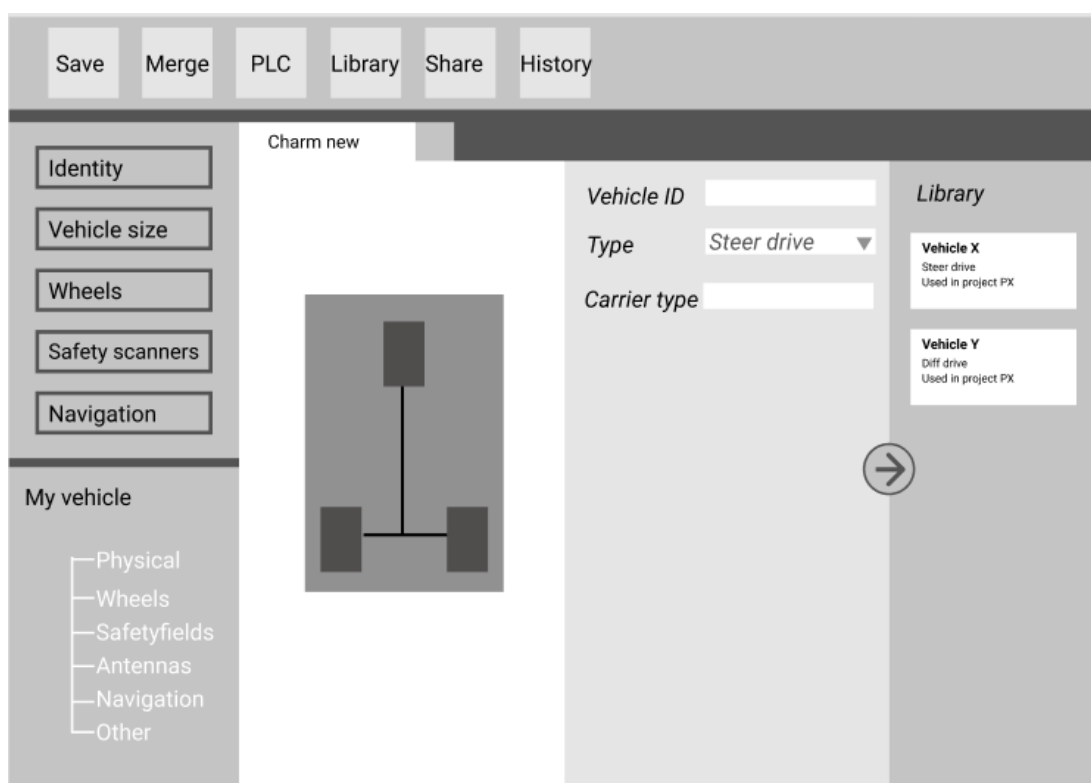 Save
Merge
PLC
Library
Share
History
Charm new
Identity
Vehicle size
Wheels
Safety scanners
Navigation
My vehicle
Physical
Wheels
Safetyfields
Antennas
Navigation
Other
Vehicle ID
Type
Steer drive
Carrier type
Library
Vehicle X
Steer drive
Used in project PX
Vehicle Y
Diff drive
Used in project PX